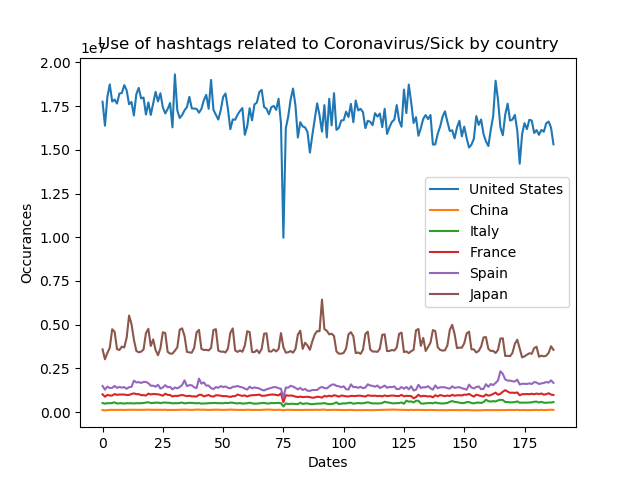 Use of hashtags related to Coronavirus/Sick by country
1e7
2.00
1.75
1.50
1.25
1.00
0.75
0.50
0.25
0.00
Occurances
United States
China
Italy
France
Spain
Japan
0 25 50 75 100 125 150 175
Dates